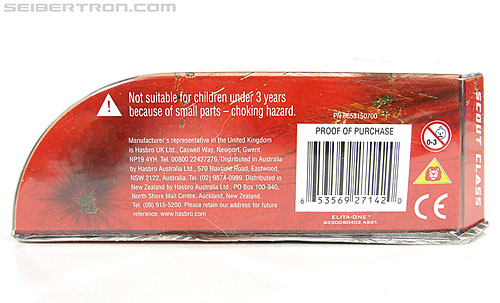 SEIBERTRON.COM
Not suitable for children under 3 years
because of small parts – choking hazard.
P/N 6653150700
Manufacturer's representative in the United Kingdom
is Hasbro UK Ltd., Caswell Way, Newport, Gwent
NP19 4YH. Tel. 00800 22427276. Distributed in Australia
by Hasbro Australia Ltd., 570 Blaxland Road, Eastwood,
NSW 2122, Australia. Tel. (02) 9874-0999. Distributed in
New Zealand by Hasbro Australia Ltd. PO Box 100-940,
North Shore Mail Centre, Auckland, New Zealand.
Tel. (09) 915-5200. Please retain our address for future
reference. www.hasbro.com
PROOF OF PURCHASE
6 53569 27142 0
ELITA-ONE™
82500/80402 ASST.
0-3
CE
SCOUT CLASS